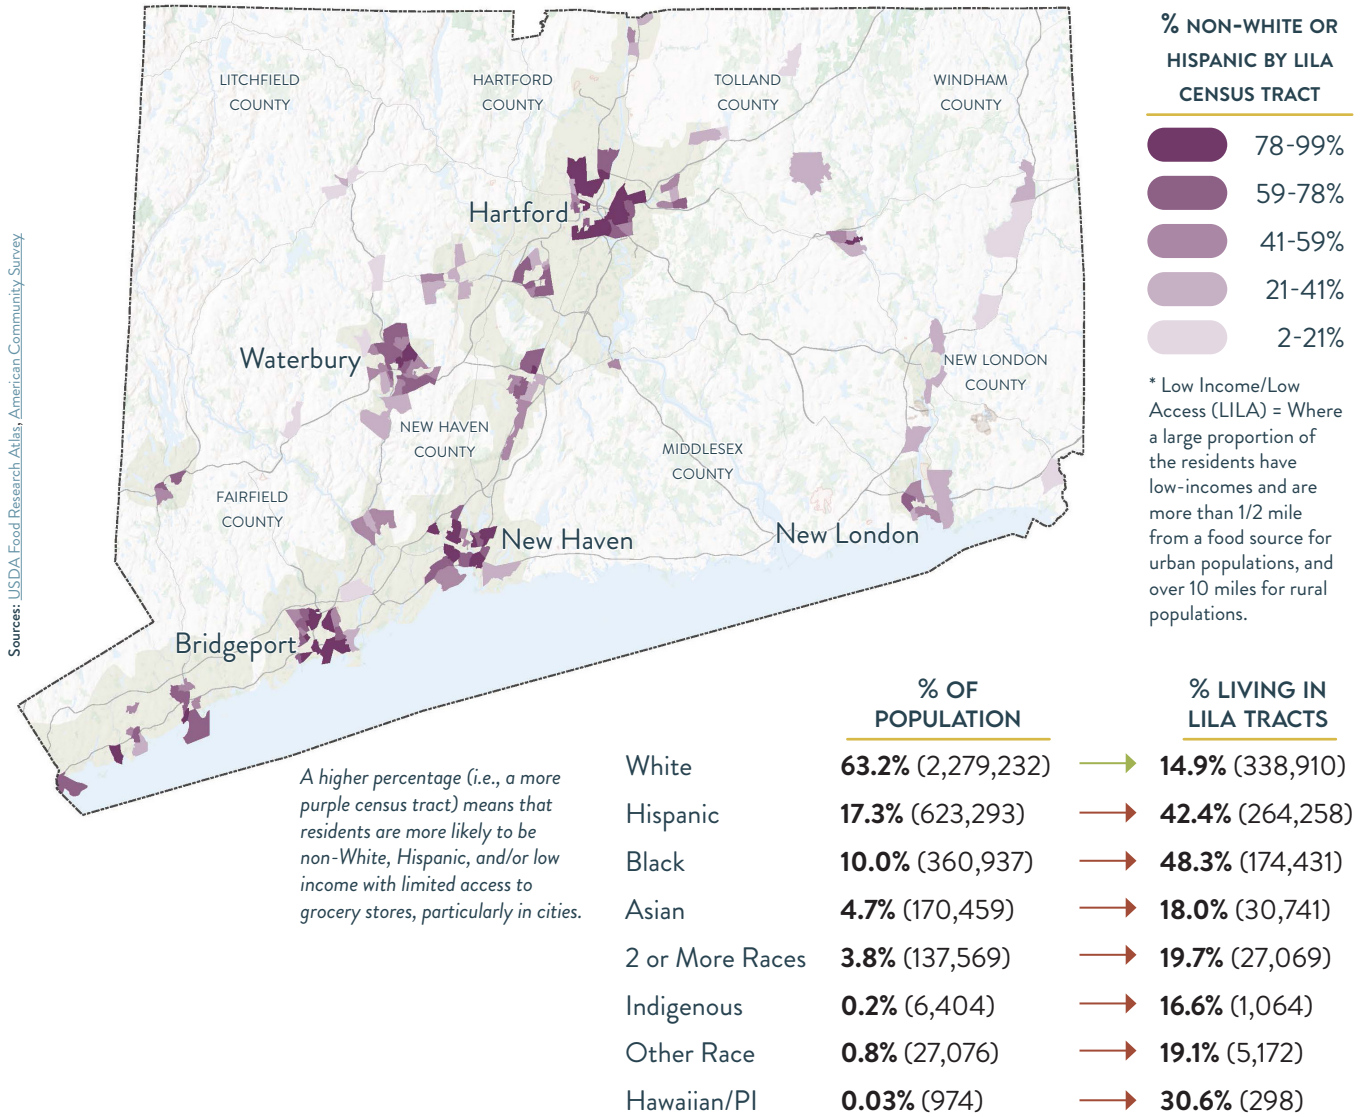 LITCHFIELD
COUNTY
HARTFORD
COUNTY
TOLLAND
COUNTY
WINDHAM
COUNTY
Hartford
Waterbury
NEW HAVEN
COUNTY
NEW LONDON
COUNTY
MIDDLESEX
COUNTY
FAIRFIELD
COUNTY
New Haven
New London
Bridgeport
Sources: USDA Food Research Atlas, American Community Survey
% NON-WHITE OR
HISPANIC BY LILA
CENSUS TRACT
78-99%
59-78%
41-59%
21-41%
2-21%
* Low Income/Low
Access (LILA) = Where
a large proportion of
the residents have
low-incomes and are
more than 1/2 mile
from a food source for
urban populations, and
over 10 miles for rural
populations.
A higher percentage (i.e., a more
purple census tract) means that
residents are more likely to be
non-White, Hispanic, and/or low
income with limited access to
grocery stores, particularly in cities.
% OF
POPULATION
% LIVING IN
LILA TRACTS
White 63.2% (2,279,232) 14.9% (338,910)
Hispanic 17.3% (623,293) 42.4% (264,258)
Black 10.0% (360,937) 48.3% (174,431)
Asian 4.7% (170,459) 18.0% (30,741)
2 or More Races 3.8% (137,569) 19.7% (27,069)
Indigenous 0.2% (6,404) 16.6% (1,064)
Other Race 0.8% (27,076) 19.1% (5,172)
Hawaiian/PI 0.03% (974) 30.6% (298)